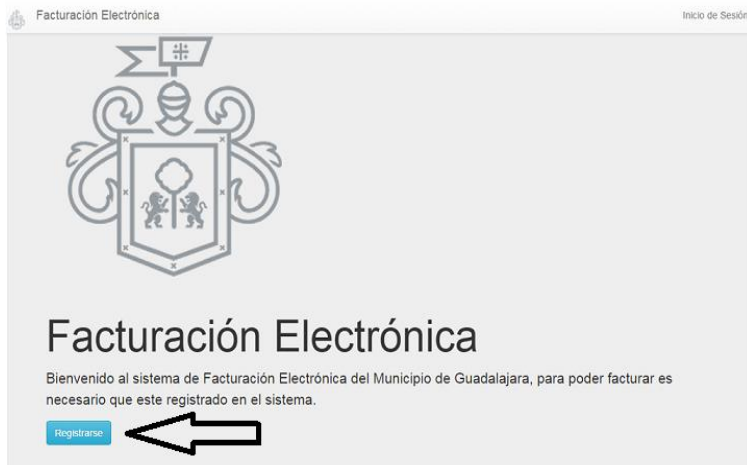 Facturación Electrónica
Inicio de Sesión
Facturación Electrónica
Bienvenido al sistema de Facturación Electrónica del Municipio de Guadalajara, para poder facturar es
necesario que este registrado en el sistema.
Registrarse